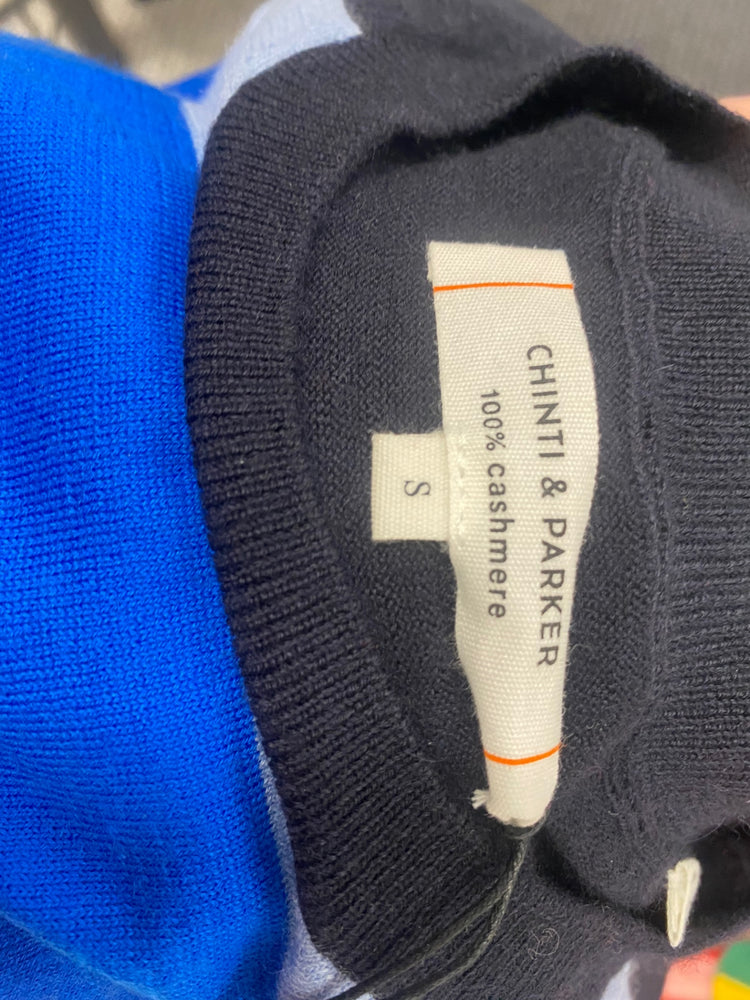 CHINTI & PARKER
100% cashmere
S